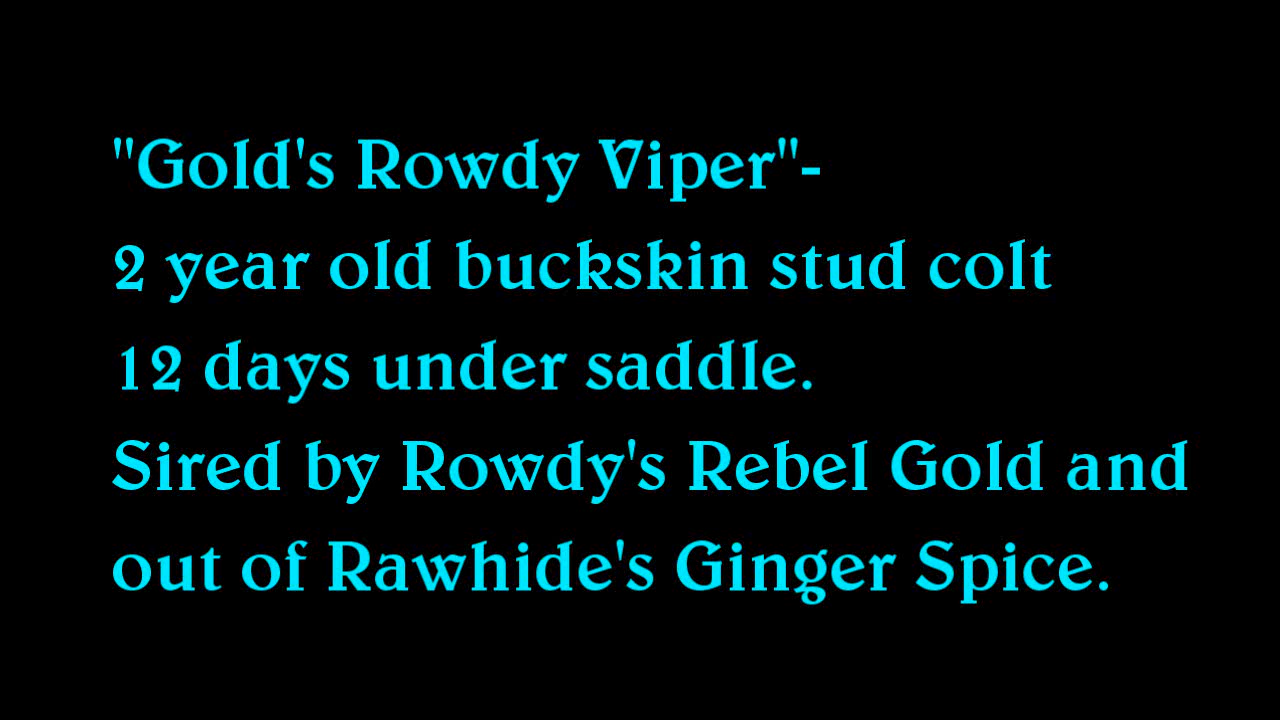 "Gold's Rowdy Viper"-
2 year old buckskin stud colt
12 days under saddle.
Sired by Rowdy's Rebel Gold and
out of Rawhide's Ginger Spice.